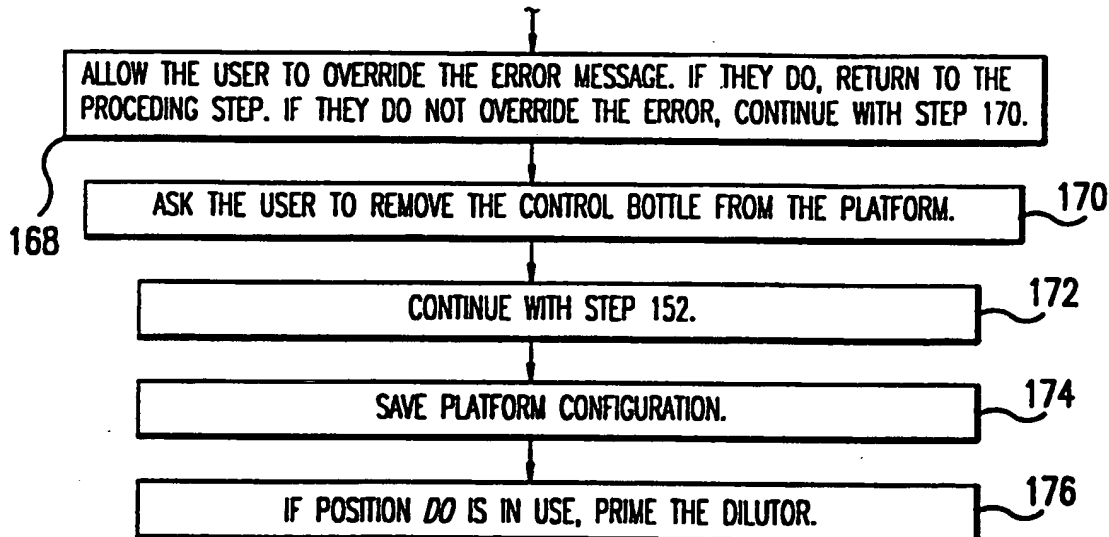 ALLOW THE USER TO OVERRIDE THE ERROR MESSAGE. IF THEY DO, RETURN TO THE
PROCEDING STEP. IF THEY DO NOT OVERRIDE THE ERROR, CONTINUE WITH STEP 170.
168
ASK THE USER TO REMOVE THE CONTROL BOTTLE FROM THE PLATFORM.
170
CONTINUE WITH STEP 152.
172
SAVE PLATFORM CONFIGURATION.
174
IF POSITION DO IS IN USE, PRIME THE DILUTOR.
176